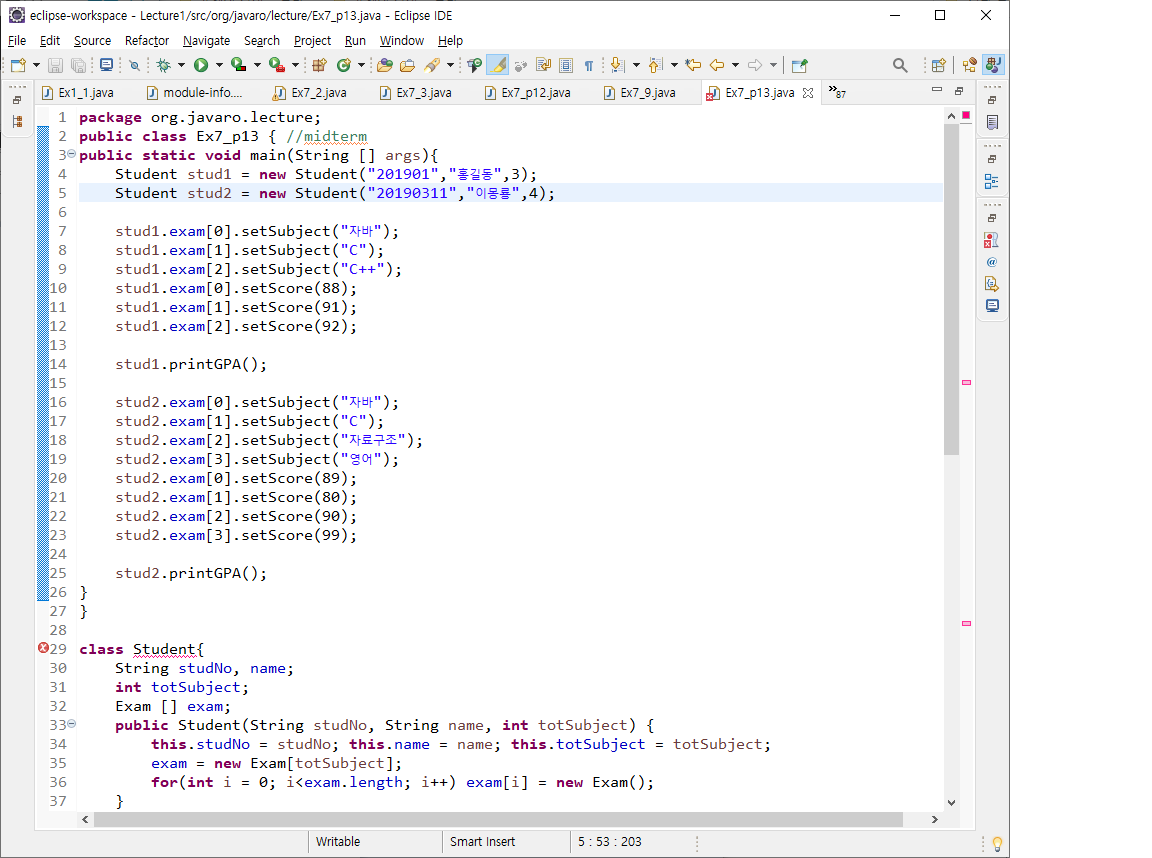 eclipse-workspace - Lecture1/src/org/javaro/lecture/Ex7_p13.java - Eclipse IDE
File Edit Source Refactor Navigate Search Project Run Window Help
Ex1_1.java module-info.... Ex7_2.java Ex7_3.java Ex7_p12.java Ex7_9.java Ex7_p13.java »87
1 package org.javaro.lecture;
2 public class Ex7_p13 { //midterm
3 public static void main(String [] args){
4 Student stud1 = new Student("201901","홍길동",3);
5 Student stud2 = new Student("20190311","이몽룡",4);
6
7 stud1.exam[0].setSubject("자바");
8 stud1.exam[1].setSubject("C");
9 stud1.exam[2].setSubject("C++");
10 stud1.exam[0].setScore(88);
11 stud1.exam[1].setScore(91);
12 stud1.exam[2].setScore(92);
13
14 stud1.printGPA();
15
16 stud2.exam[0].setSubject("자바");
17 stud2.exam[1].setSubject("C");
18 stud2.exam[2].setSubject("자료구조");
19 stud2.exam[3].setSubject("영어");
20 stud2.exam[0].setScore(89);
21 stud2.exam[1].setScore(80);
22 stud2.exam[2].setScore(90);
23 stud2.exam[3].setScore(99);
24
25 stud2.printGPA();
26 }
27 }
28
29 class Student{
30 String studNo, name;
31 int totSubject;
32 Exam [] exam;
33 public Student(String studNo, String name, int totSubject) {
34 this.studNo = studNo; this.name = name; this.totSubject = totSubject;
35 exam = new Exam[totSubject];
36 for(int i = 0; i<exam.length; i++) exam[i] = new Exam();
37 }
Writable Smart Insert 5 : 53 : 203